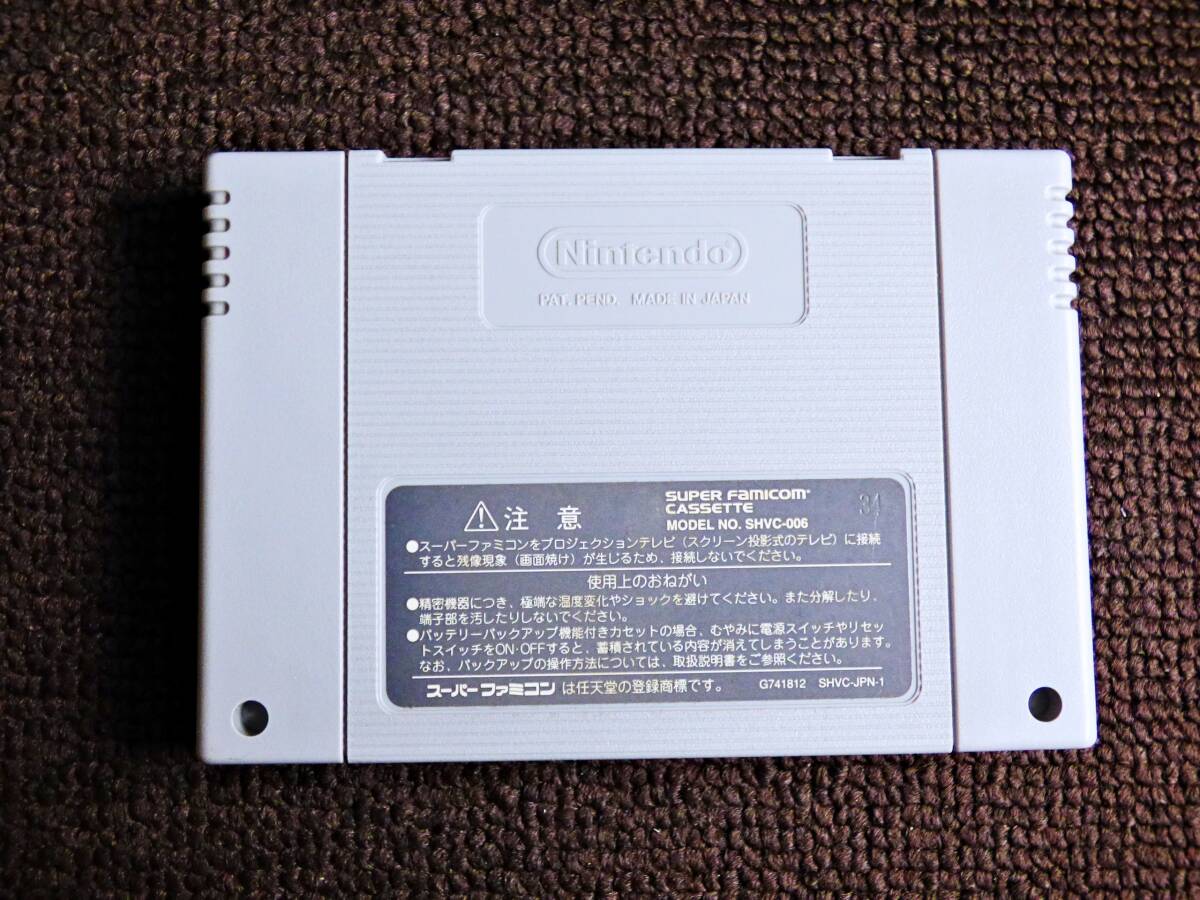 Nintendo®
PAT. PEND. MADE IN JAPAN
⚠注 意
SUPER FAMICOM®
CASSETTE
MODEL NO. SHVC-006
34
●スーパーファミコンをプロジェクションテレビ（スクリーン投影式のテレビ）に接続
すると残像現象（画面焼け）が生じるため、接続しないでください。
使用上のおねがい
●精密機器につき、極端な温度変化やショックを避けてください。また分解したり、
端子部を汚したりしないでください。
●バッテリーバックアップ機能付きカセットの場合、むやみに電源スイッチやリセッ
トスイッチをON·OFFすると、蓄積されている内容が消えてしまうことがあります。
なお、バックアップの操作方法については、取扱説明書をご参照ください。
スーパーファミコン は任天堂の登録商標です。
G741812 SHVC-JPN-1